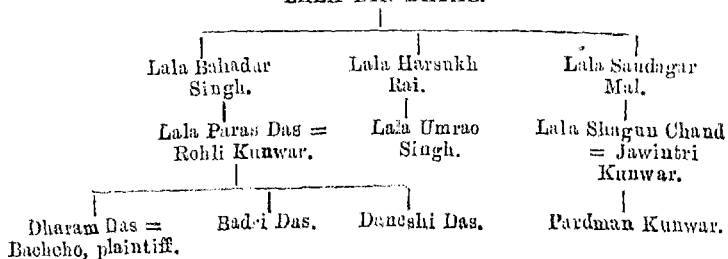 Lala Bahadar Lala Harsukh Lala Saudagar
Singh. Rai. Mal.
Lala Paras Das = Lala Umrao Lala Shagun Chand
Rohli Kunwar. Singh. = Jawintri
Kunwar.
Dharam Das = Badri Das. Daneshi Das. Pardman Kunwar.
Bachcho, plaintiff.